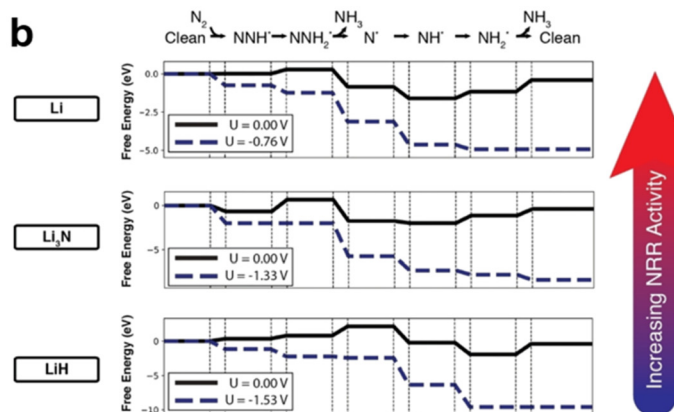 b
N₂ NH₃ NH₃
Clean → NNH* → NNH₂* → N* → NH* → NH₂* → Clean
Li
Free Energy (eV)
0.0
−2.5
−5.0
U = 0.00 V
U = -0.76 V
Li₃N
Free Energy (eV)
0
−5
U = 0.00 V
U = -1.33 V
LiH
Free Energy (eV)
0
−5
−10
U = 0.00 V
U = -1.53 V
Increasing NRR Activity